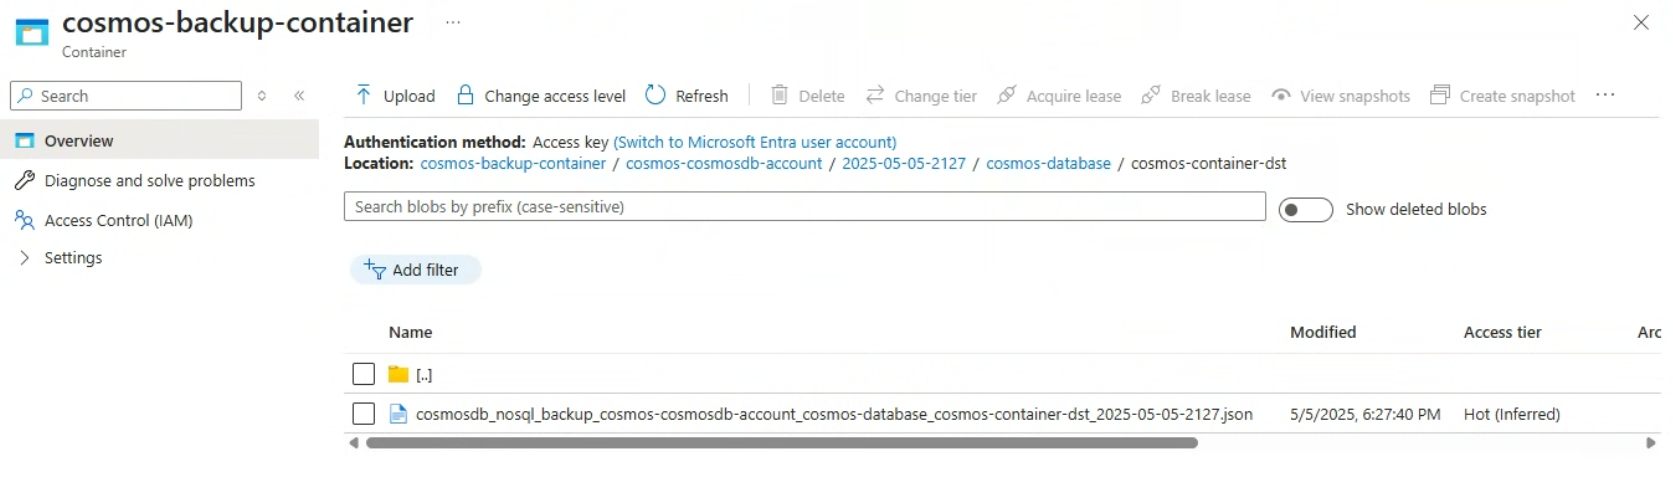 cosmos-backup-container ...
Container
Search
Upload Change access level Refresh Delete Change tier Acquire lease Break lease View snapshots Create snapshot ...
Overview
Diagnose and solve problems
Access Control (IAM)
Settings
Authentication method: Access key (Switch to Microsoft Entra user account)
Location: cosmos-backup-container / cosmos-cosmosdb-account / 2025-05-05-2127 / cosmos-database / cosmos-container-dst
Search blobs by prefix (case-sensitive)
Show deleted blobs
Add filter
Name Modified Access tier Arc
[..]
cosmosdb_nosql_backup_cosmos-cosmosdb-account_cosmos-database_cosmos-container-dst_2025-05-05-2127.json 5/5/2025, 6:27:40 PM Hot (Inferred)